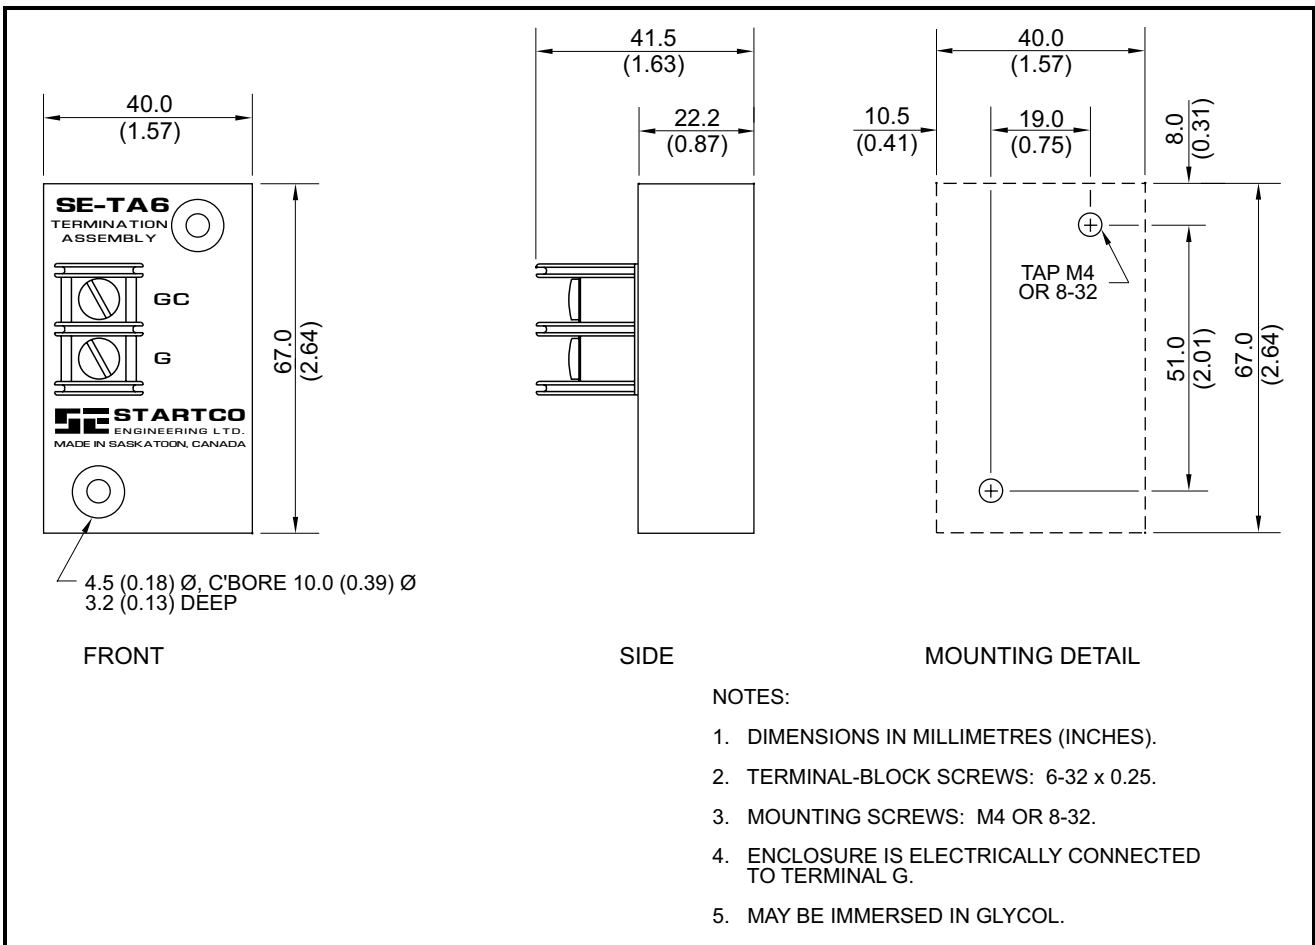 40.0
(1.57)
SE-TA6
TERMINATION
ASSEMBLY
GC
G
SE STARTCO
ENGINEERING LTD.
MADE IN SASKATOON, CANADA
67.0
(2.64)
4.5 (0.18) Ø, C'BORE 10.0 (0.39) Ø
3.2 (0.13) DEEP
FRONT
41.5
(1.63)
22.2
(0.87)
SIDE
40.0
(1.57)
10.5
(0.41)
19.0
(0.75)
8.0
(0.31)
TAP M4
OR 8-32
51.0
(2.01)
67.0
(2.64)
MOUNTING DETAIL
NOTES:
1. DIMENSIONS IN MILLIMETRES (INCHES).
2. TERMINAL-BLOCK SCREWS: 6-32 x 0.25.
3. MOUNTING SCREWS: M4 OR 8-32.
4. ENCLOSURE IS ELECTRICALLY CONNECTED
TO TERMINAL G.
5. MAY BE IMMERSED IN GLYCOL.